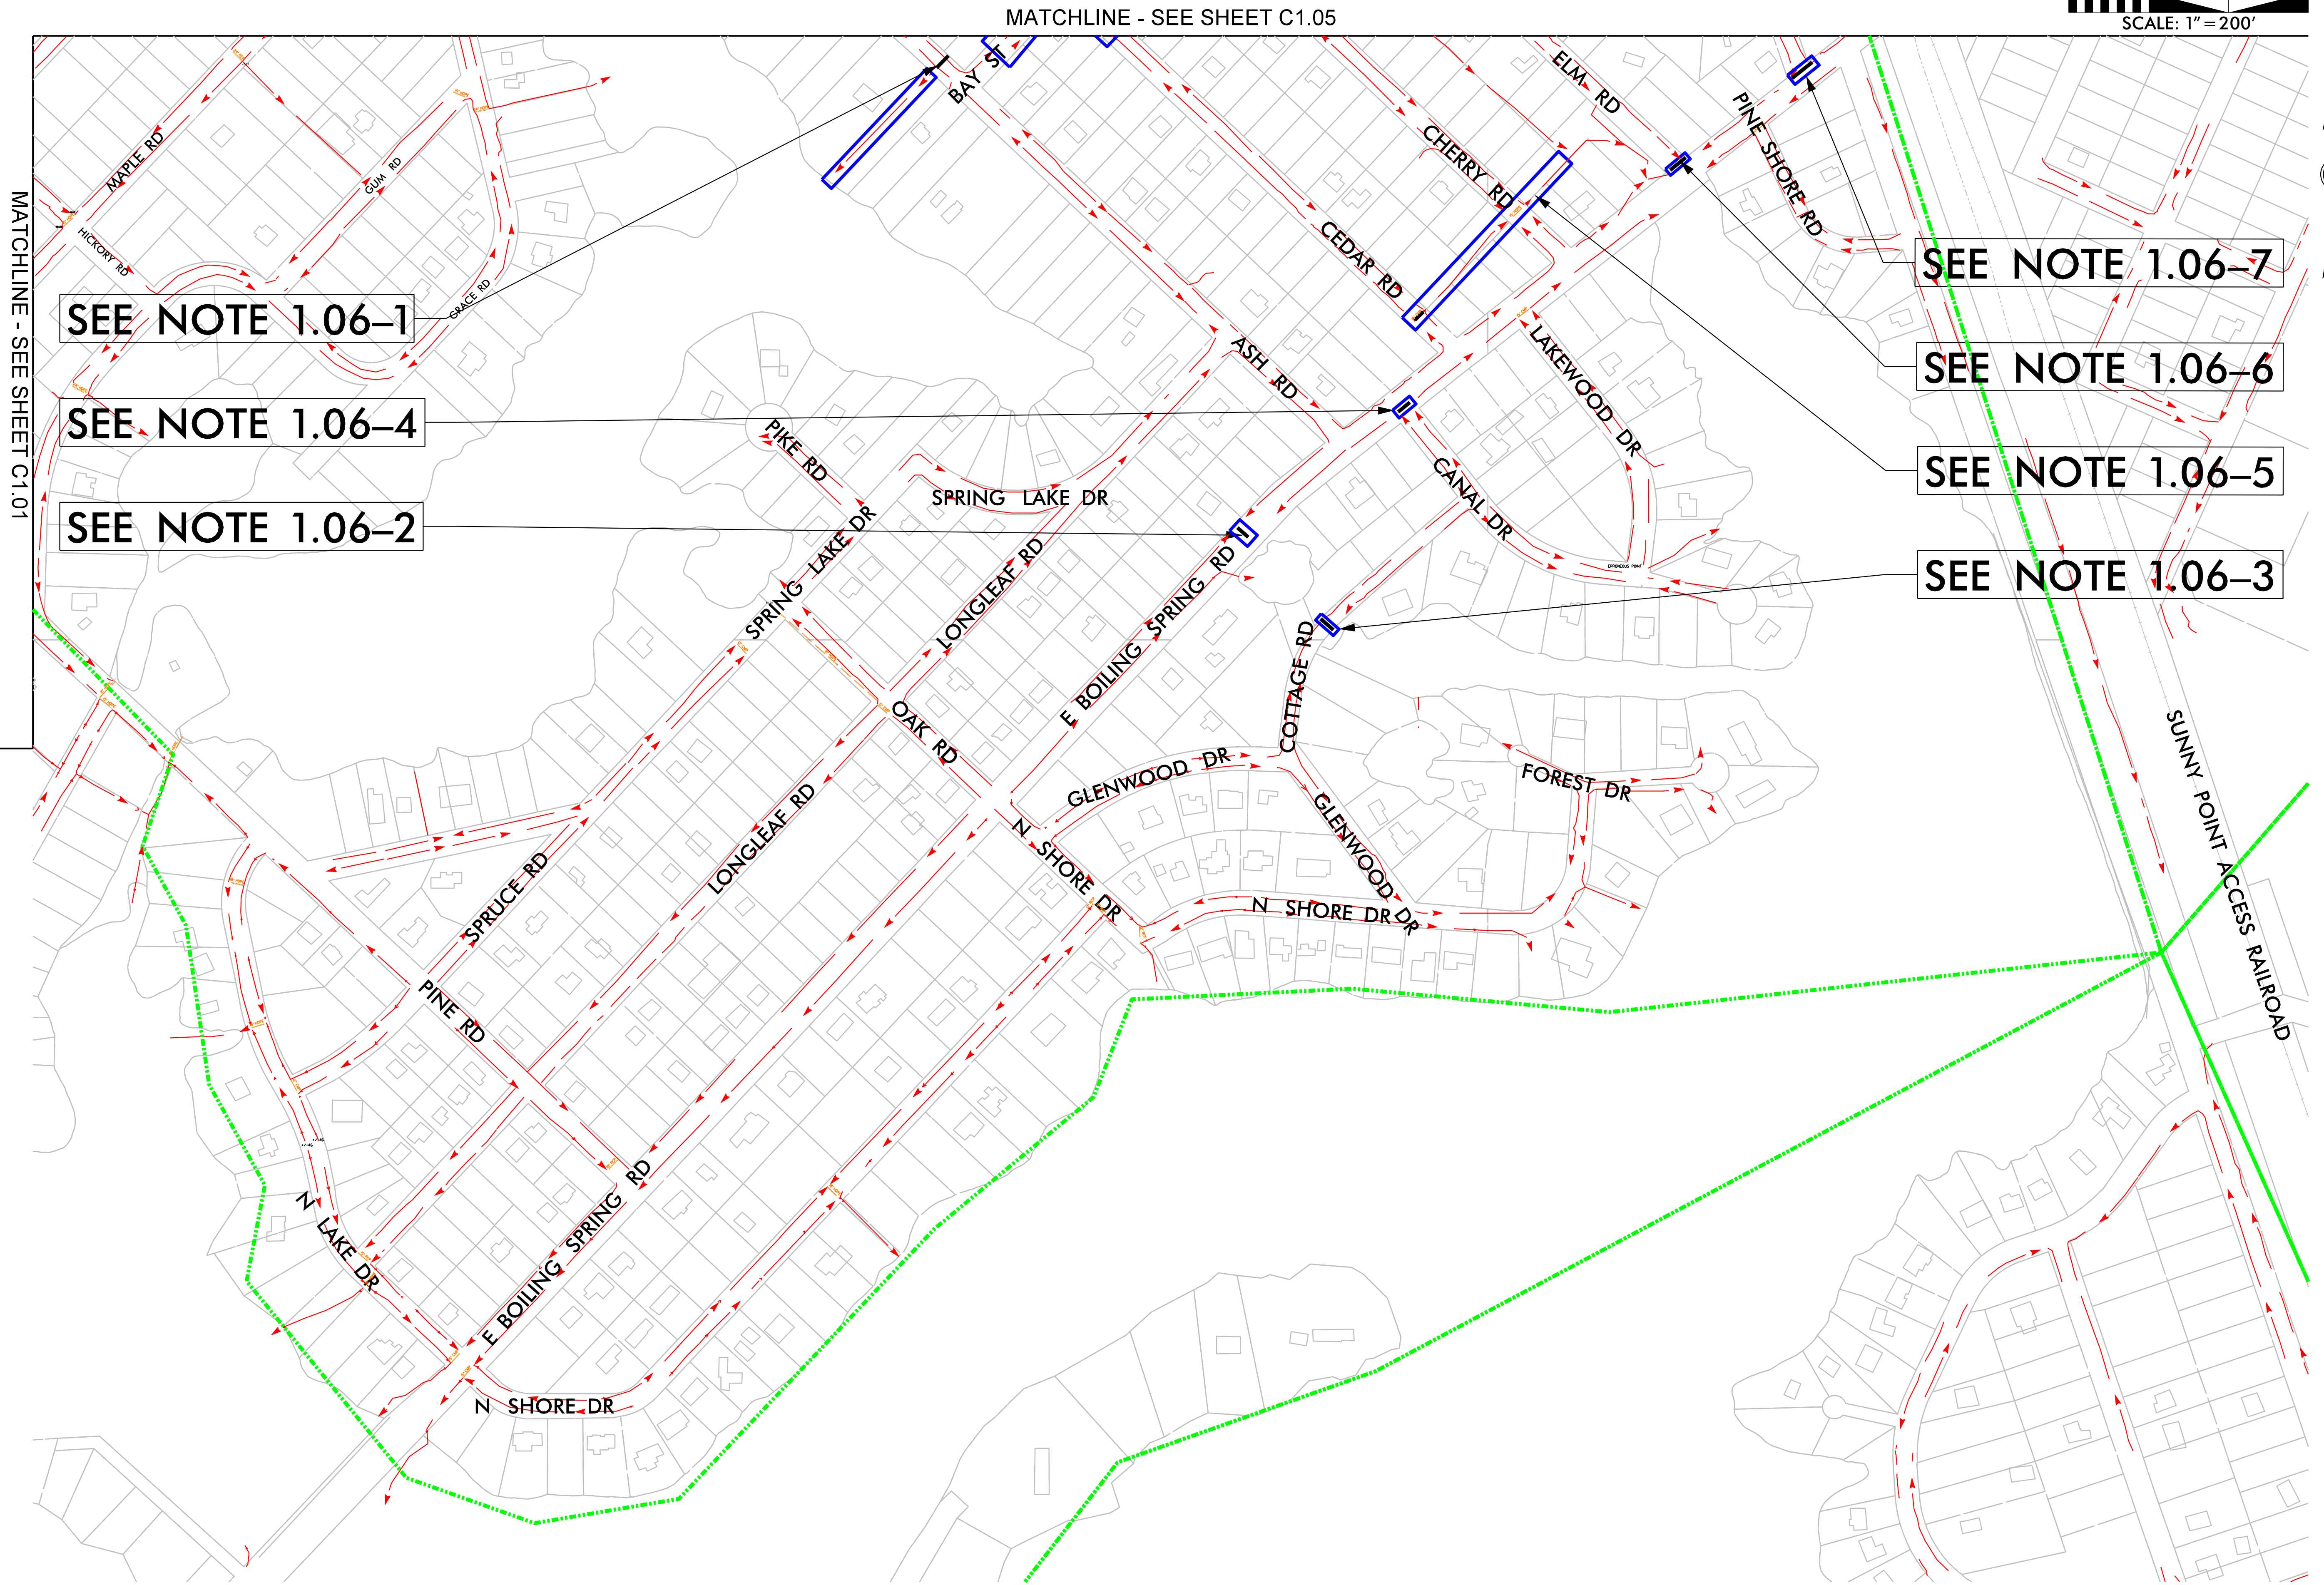 MATCHLINE - SEE SHEET C1.05
SCALE: 1"=200'
MATCHLINE - SEE SHEET C1.01
BAY ST
ELM RD
PINE SHORE RD
MAPLE RD
GUM RD
CHERRY RD
HICKORY RD
GRACE RD
CEDAR RD
SEE NOTE 1.06–7
SEE NOTE 1.06–1
ASH RD
LAKEWOOD DR
SEE NOTE 1.06–6
SEE NOTE 1.06–4
PIKE RD
SEE NOTE 1.06–5
SPRING LAKE DR
CANAL DR
SEE NOTE 1.06–2
SPRING LAKE DR
LONGLEAF RD
E BOILING SPRING RD
ERRONEOUS POINT
SEE NOTE 1.06–3
COTTAGE RD
OAK RD
GLENWOOD DR
FOREST DR
SUNNY POINT ACCESS RAILROAD
LONGLEAF RD
GLENWOOD DR
N SHORE DR
SPRUCE RD
N SHORE DR
PINE RD
N LAKE DR
E BOILING SPRING RD
N SHORE DR